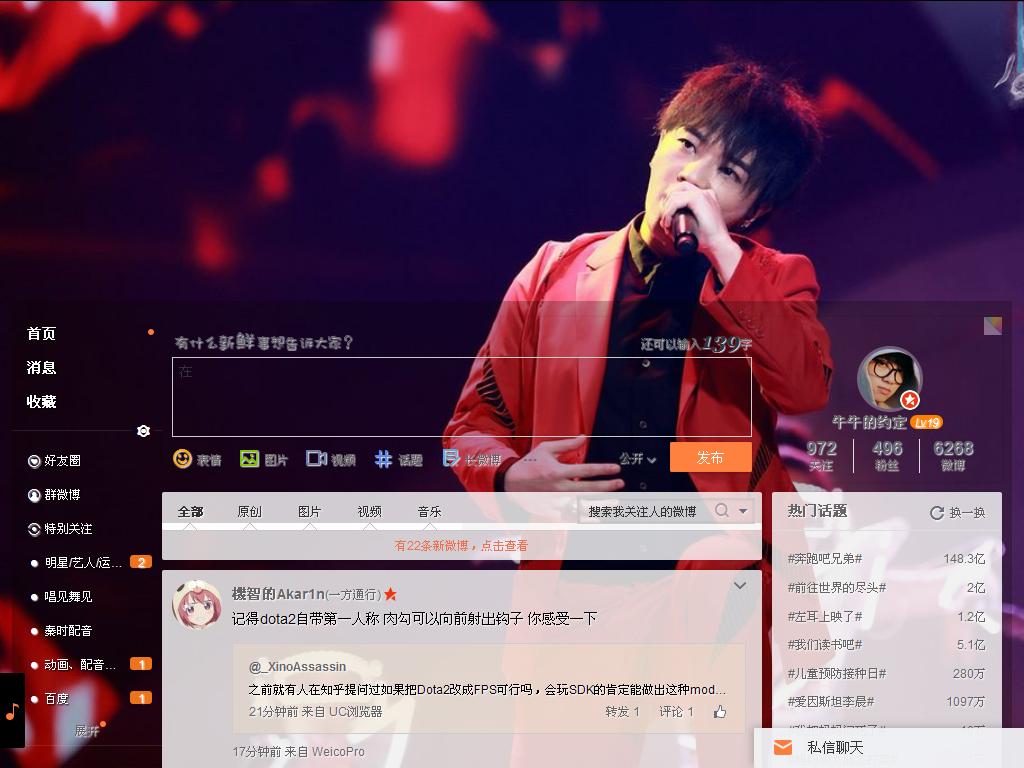 首页
消息
收藏
好友圈
群微博
特别关注
明星/艺人/运... 2
唱见舞见
秦时配音
动画、配音... 1
百度 1
展开
有什么新鲜事想告诉大家？
还可以输入139字
在
表情 图片 视频 话题 长微博 ...
公开 发布
全部 原创 图片 视频 音乐 搜索我关注人的微博
有22条新微博，点击查看
機智的Akar1n(一方通行)
记得dota2自带第一人称 肉勾可以向前射出钩子 你感受一下
@_XinoAssassin
之前就有人在知乎提问过如果把Dota2改成FPS可行吗，会玩SDK的肯定能做出这种mod...
21分钟前 来自 UC浏览器 转发 1 评论 1
17分钟前 来自 WeicoPro
牛牛的约定 Lv.19
972 496 6268
关注 粉丝 微博
热门话题 换一换
#奔跑吧兄弟# 148.3亿
#前往世界的尽头# 2亿
#左耳上映了# 1.2亿
#我们读书吧# 5.1亿
#儿童预防接种日# 280万
#爱因斯坦李晨# 1097万
私信聊天